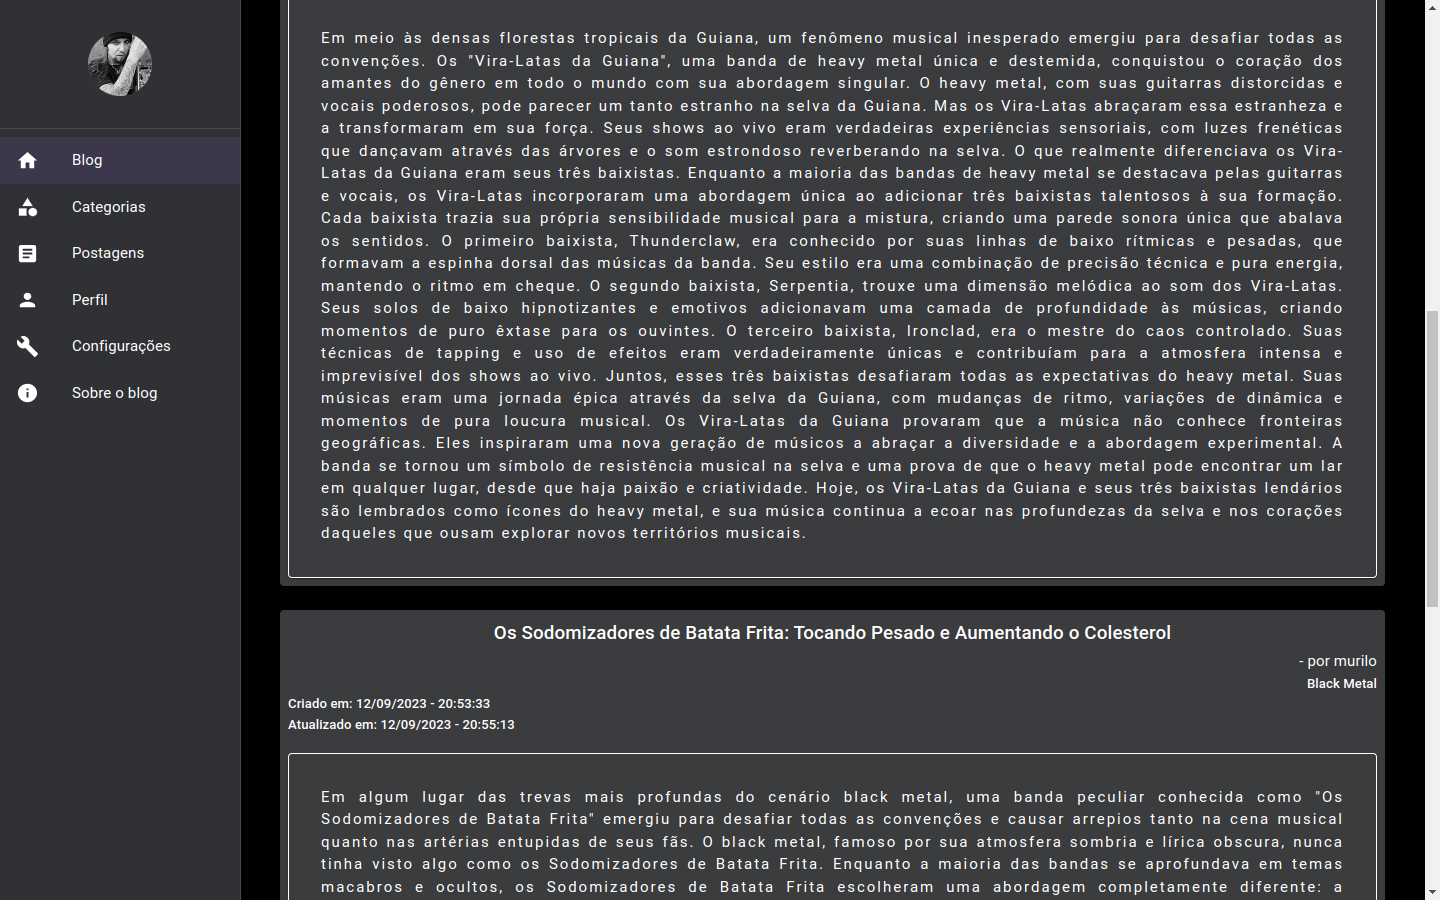 Blog
Categorias
Postagens
Perfil
Configurações
Sobre o blog
Em meio às densas florestas tropicais da Guiana, um fenômeno musical inesperado emergiu para desafiar todas as
convenções. Os "Vira-Latas da Guiana", uma banda de heavy metal única e destemida, conquistou o coração dos
amantes do gênero em todo o mundo com sua abordagem singular. O heavy metal, com suas guitarras distorcidas e
vocais poderosos, pode parecer um tanto estranho na selva da Guiana. Mas os Vira-Latas abraçaram essa estranheza e
a transformaram em sua força. Seus shows ao vivo eram verdadeiras experiências sensoriais, com luzes frenéticas
que dançavam através das árvores e o som estrondoso reverberando na selva. O que realmente diferenciava os Vira-
Latas da Guiana eram seus três baixistas. Enquanto a maioria das bandas de heavy metal se destacava pelas guitarras
e vocais, os Vira-Latas incorporaram uma abordagem única ao adicionar três baixistas talentosos à sua formação.
Cada baixista trazia sua própria sensibilidade musical para a mistura, criando uma parede sonora única que abalava
os sentidos. O primeiro baixista, Thunderclaw, era conhecido por suas linhas de baixo rítmicas e pesadas, que
formavam a espinha dorsal das músicas da banda. Seu estilo era uma combinação de precisão técnica e pura energia,
mantendo o ritmo em cheque. O segundo baixista, Serpentia, trouxe uma dimensão melódica ao som dos Vira-Latas.
Seus solos de baixo hipnotizantes e emotivos adicionavam uma camada de profundidade às músicas, criando
momentos de puro êxtase para os ouvintes. O terceiro baixista, Ironclad, era o mestre do caos controlado. Suas
técnicas de tapping e uso de efeitos eram verdadeiramente únicas e contribuíam para a atmosfera intensa e
imprevisível dos shows ao vivo. Juntos, esses três baixistas desafiaram todas as expectativas do heavy metal. Suas
músicas eram uma jornada épica através da selva da Guiana, com mudanças de ritmo, variações de dinâmica e
momentos de pura loucura musical. Os Vira-Latas da Guiana provaram que a música não conhece fronteiras
geográficas. Eles inspiraram uma nova geração de músicos a abraçar a diversidade e a abordagem experimental. A
banda se tornou um símbolo de resistência musical na selva e uma prova de que o heavy metal pode encontrar um lar
em qualquer lugar, desde que haja paixão e criatividade. Hoje, os Vira-Latas da Guiana e seus três baixistas lendários
são lembrados como ícones do heavy metal, e sua música continua a ecoar nas profundezas da selva e nos corações
daqueles que ousam explorar novos territórios musicais.
Os Sodomizadores de Batata Frita: Tocando Pesado e Aumentando o Colesterol
- por murilo
Black Metal
Criado em: 12/09/2023 - 20:53:33
Atualizado em: 12/09/2023 - 20:55:13
Em algum lugar das trevas mais profundas do cenário black metal, uma banda peculiar conhecida como "Os
Sodomizadores de Batata Frita" emergiu para desafiar todas as convenções e causar arrepios tanto na cena musical
quanto nas artérias entupidas de seus fãs. O black metal, famoso por sua atmosfera sombria e lírica obscura, nunca
tinha visto algo como os Sodomizadores de Batata Frita. Enquanto a maioria das bandas se aprofundava em temas
macabros e ocultos, os Sodomizadores de Batata Frita escolheram uma abordagem completamente diferente: a